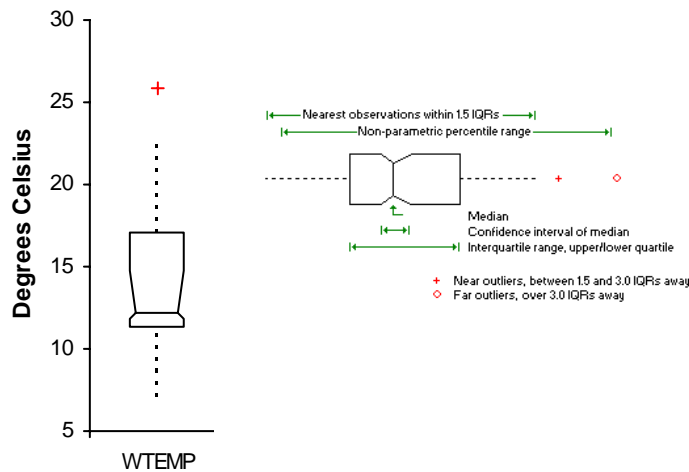 30
25
20
15
10
5
Degrees Celsius
WTEMP
Nearest observations within 1.5 IQRs
Non-parametric percentile range
Median
Confidence interval of median
Interquartile range, upper/lower quartile
Near outliers, between 1.5 and 3.0 IQRs away
Far outliers, over 3.0 IQRs away